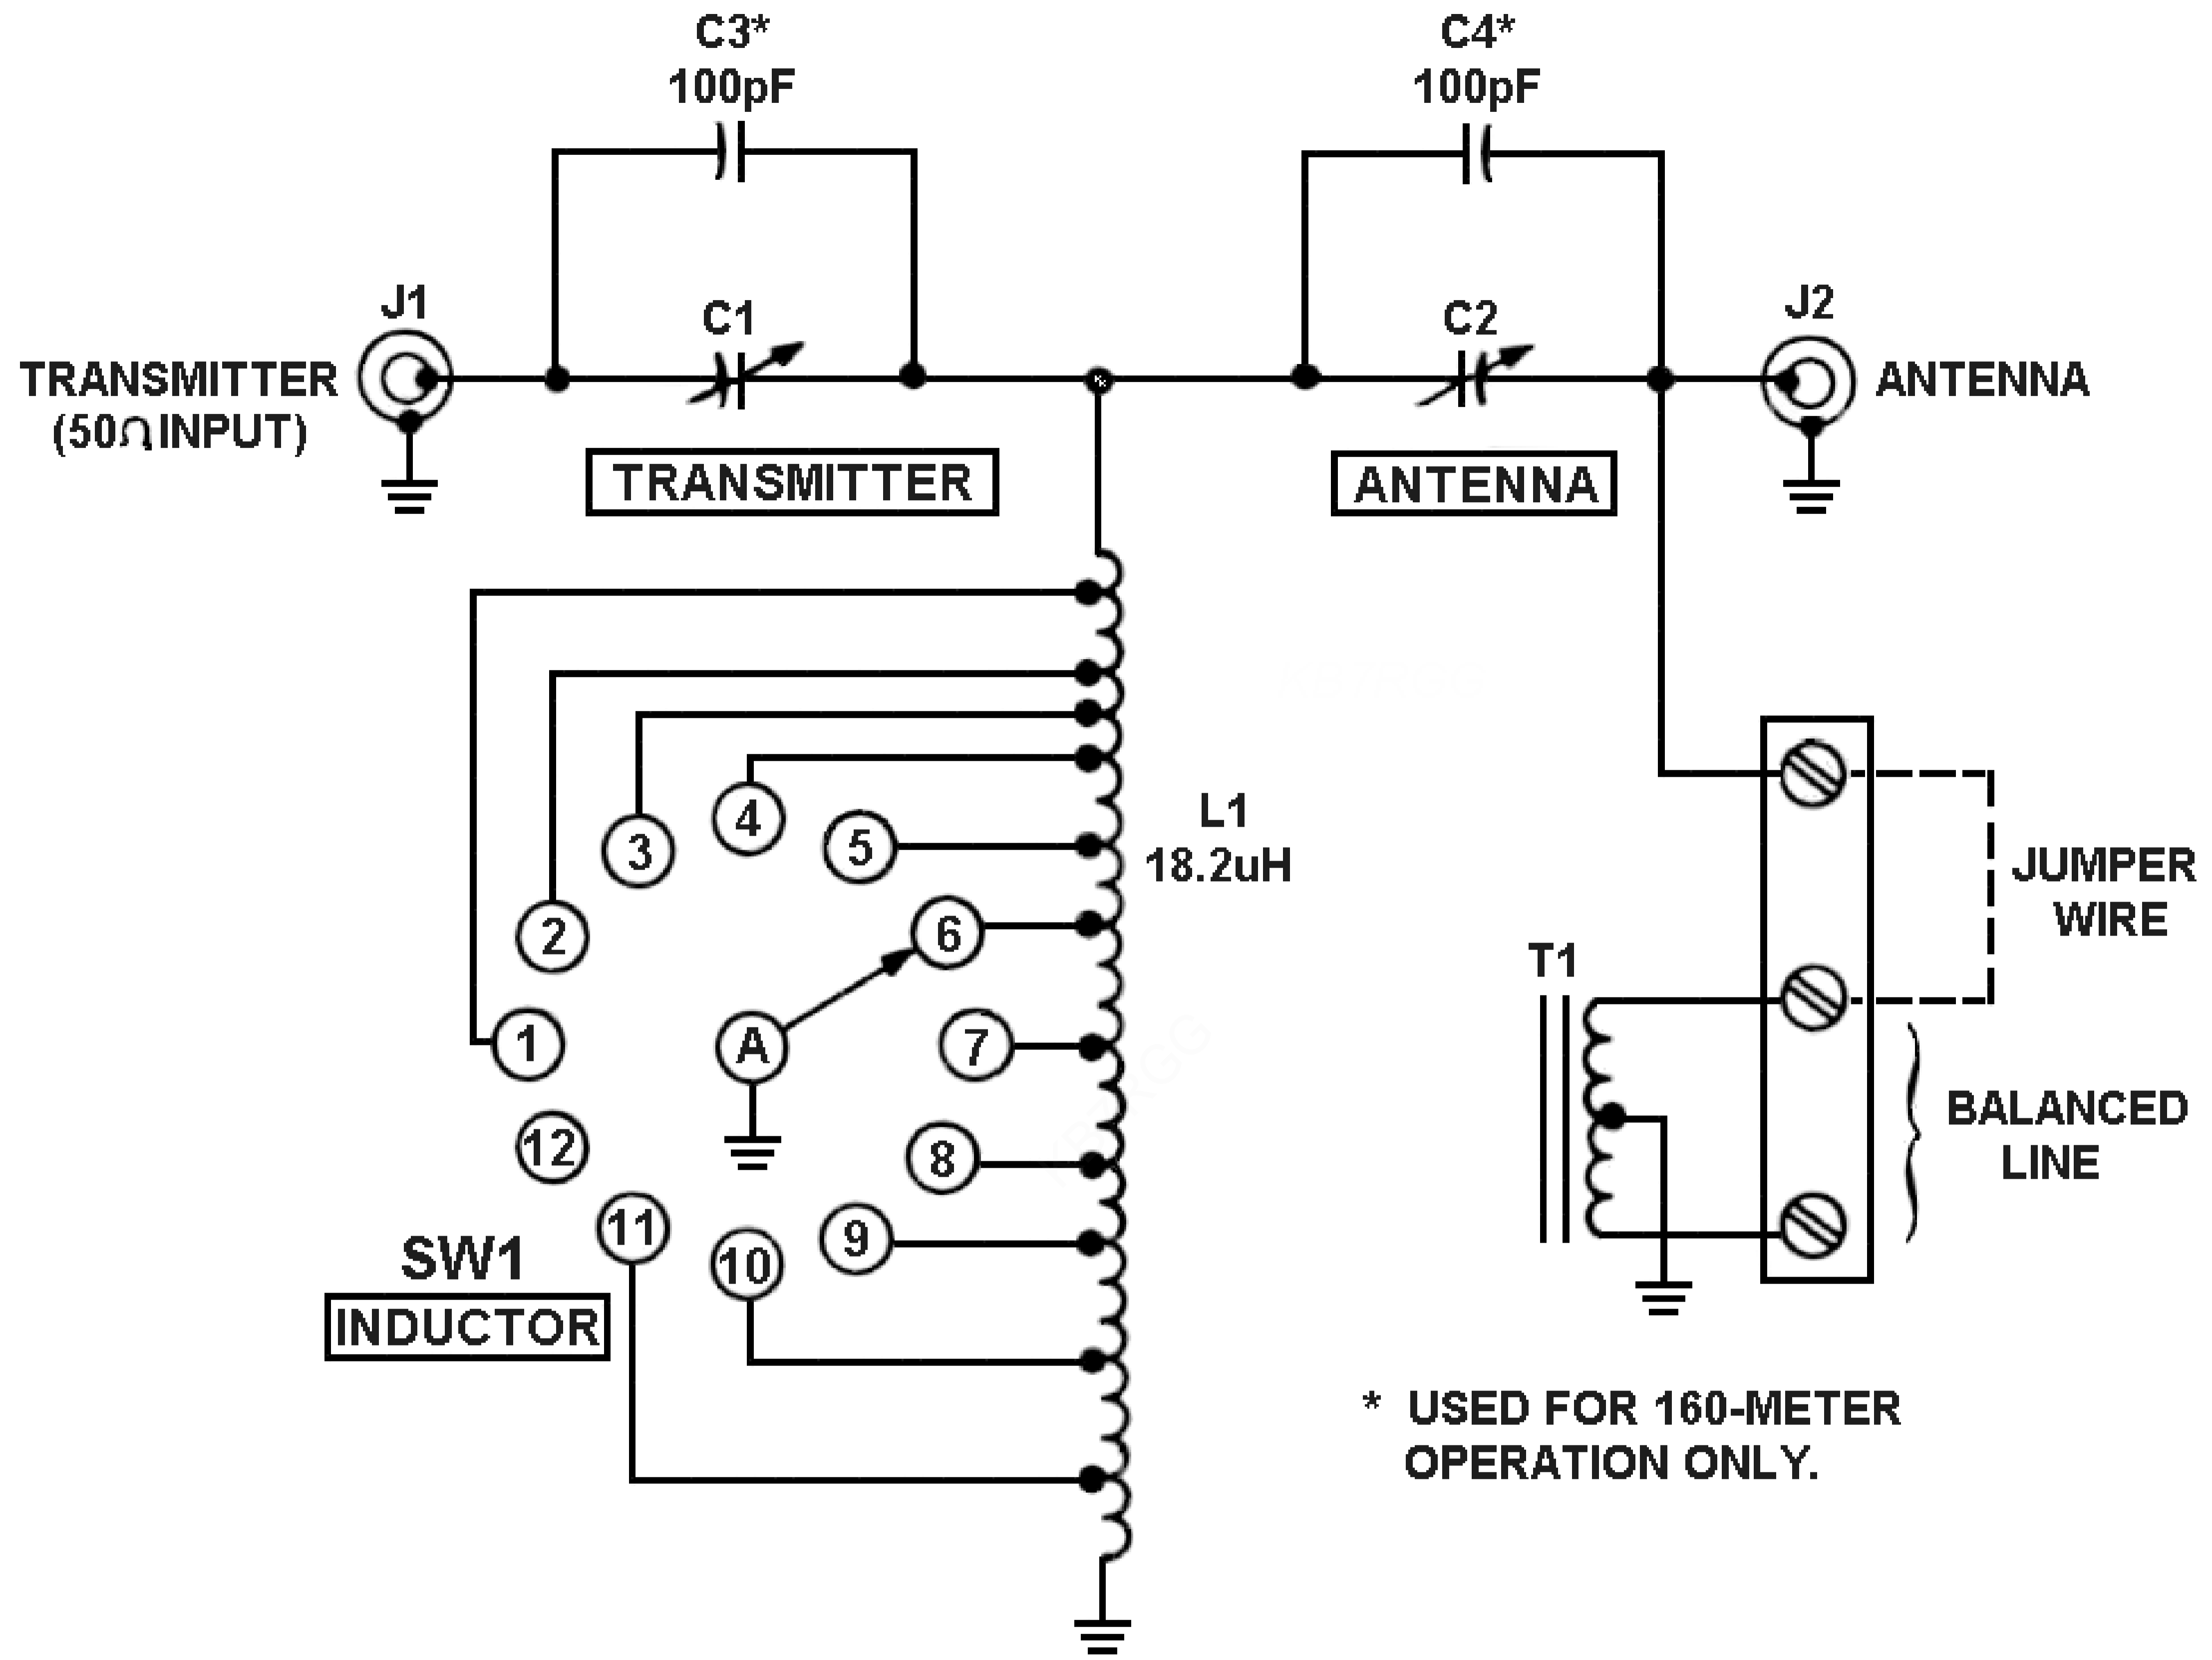 C3*
100pF
C4*
100pF
J1
C1
C2
J2
TRANSMITTER
(50Ω INPUT)
ANTENNA
TRANSMITTER
ANTENNA
L1
18.2uH
1
2
3
4
5
6
7
8
9
10
11
12
A
SW1
INDUCTOR
JUMPER
WIRE
T1
BALANCED
LINE
* USED FOR 160-METER
OPERATION ONLY.